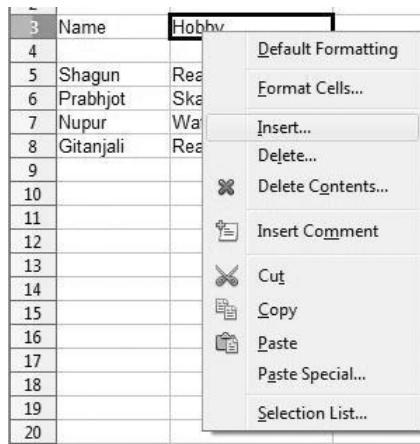 3 Name Hobby
4 Default Formatting
5 Shagun Rea
6 Prabhjot Ska Format Cells...
7 Nupur Wat Insert...
8 Gitanjali Rea Delete...
9
10 Delete Contents...
11
12 Insert Comment
13
14 Cut
15 Copy
16 Paste
17
18 Paste Special...
19 Selection List...
20